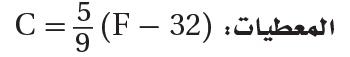 المعطيات: C = 5/9 (F − 32)